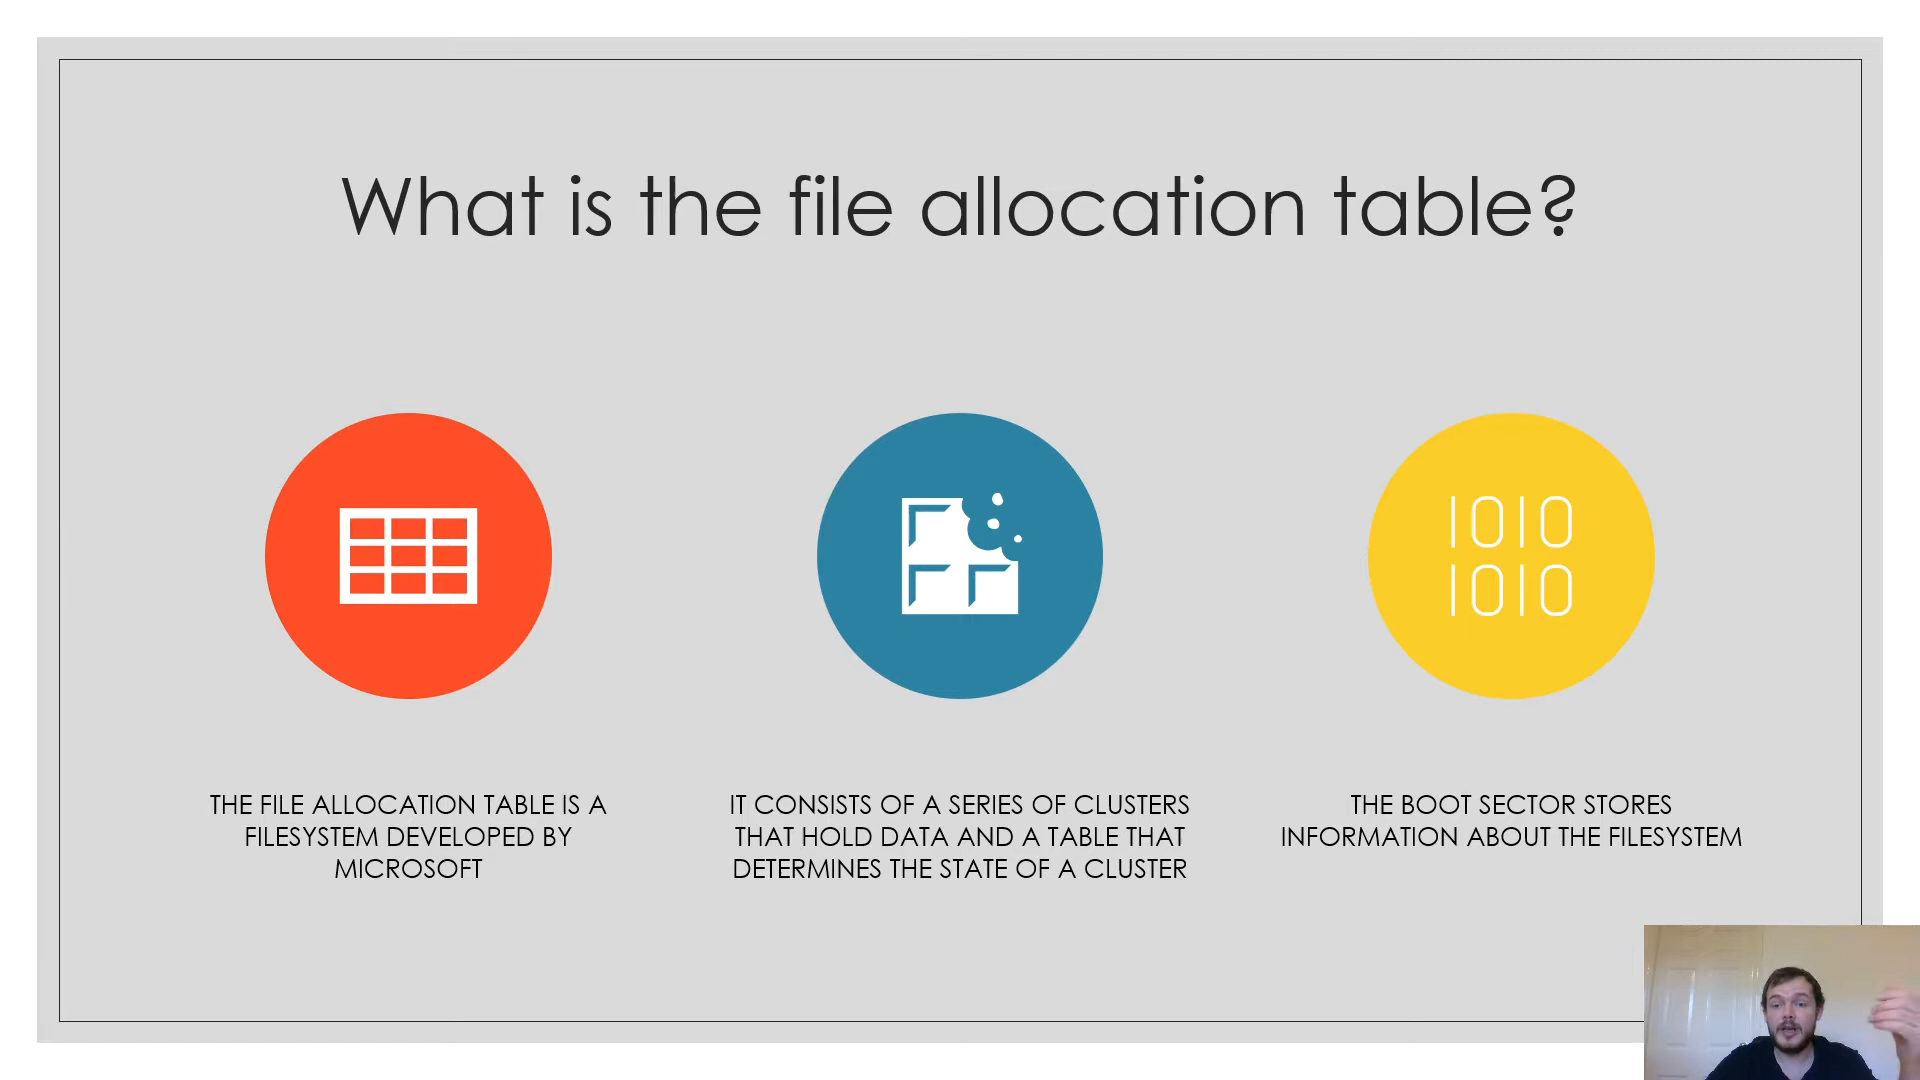 What is the file allocation table?
1010
1010
THE FILE ALLOCATION TABLE IS A
FILESYSTEM DEVELOPED BY
MICROSOFT
IT CONSISTS OF A SERIES OF CLUSTERS
THAT HOLD DATA AND A TABLE THAT
DETERMINES THE STATE OF A CLUSTER
THE BOOT SECTOR STORES
INFORMATION ABOUT THE FILESYSTEM